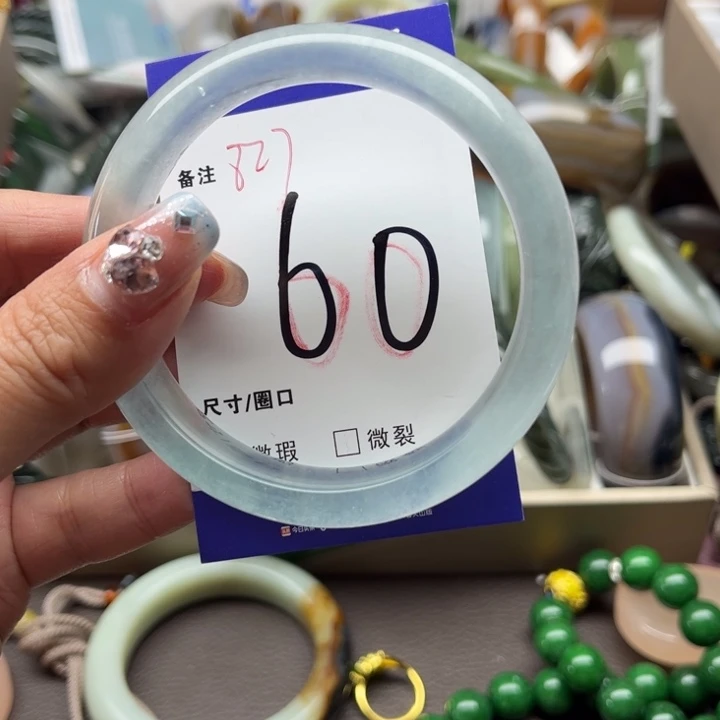 备注 827
60
尺寸/圈口
微瑕 □ 微裂